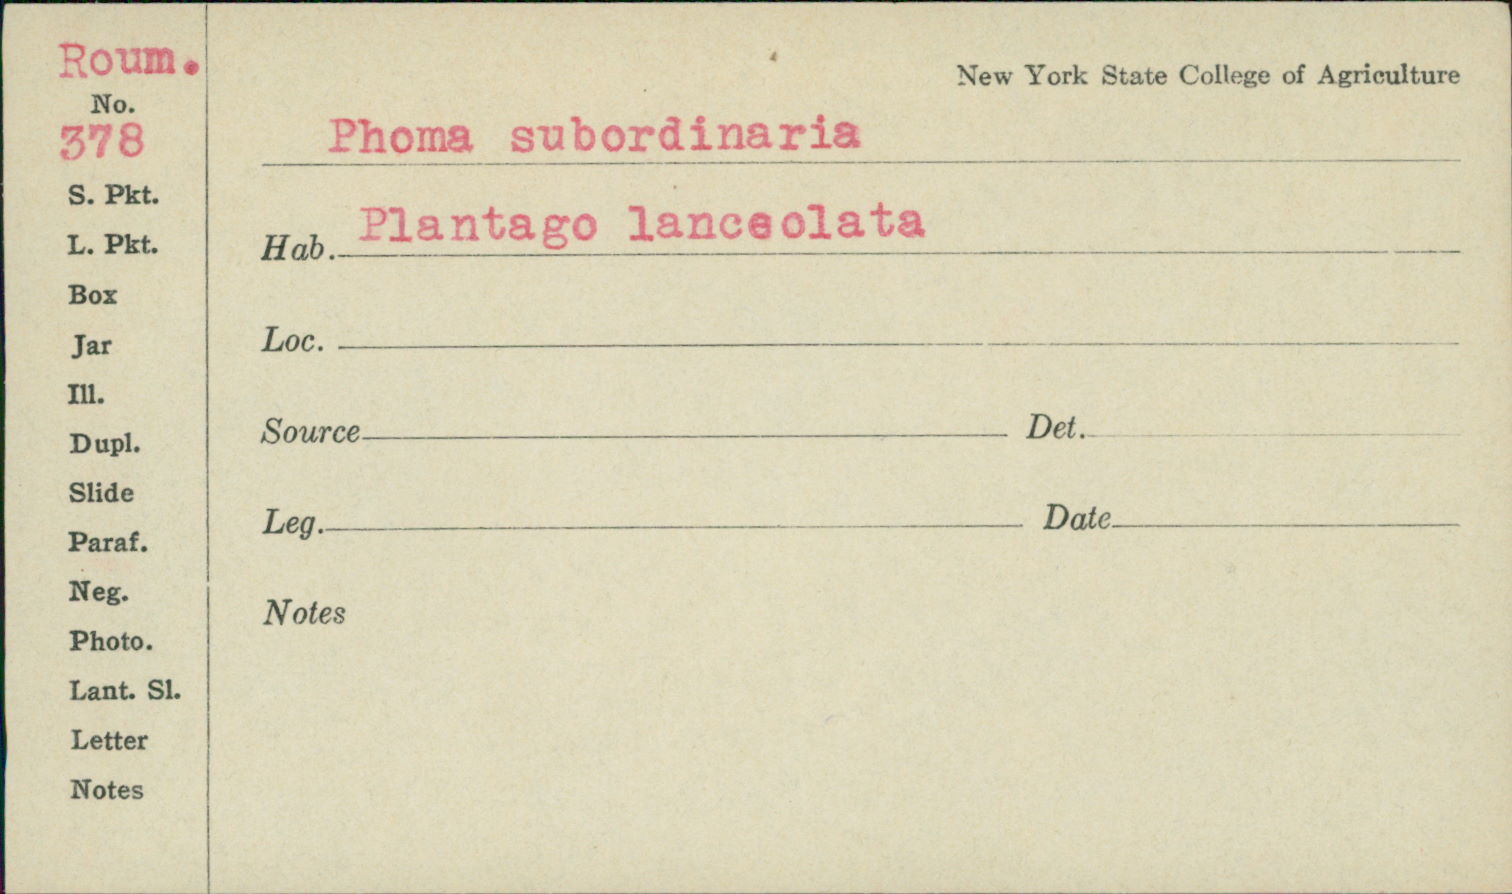 Roum.
No.
378
S. Pkt.
L. Pkt.
Box
Jar
Ill.
Dupl.
Slide
Paraf.
Neg.
Photo.
Lant. Sl.
Letter
Notes
New York State College of Agriculture
Phoma subordinaria
Hab. Plantago lanceolata
Loc.
Source Det.
Leg. Date
Notes